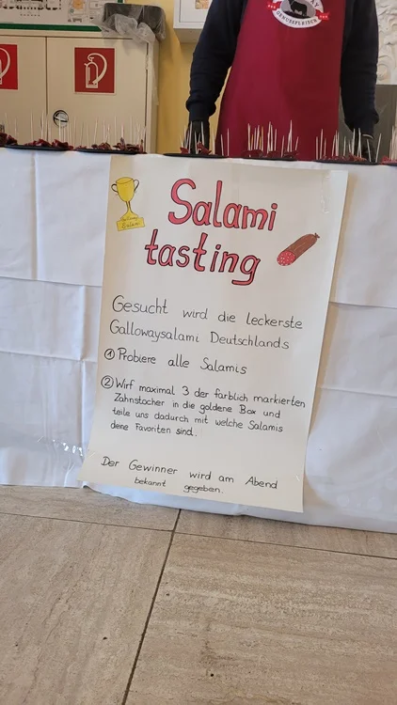 Salami
tasting
Gesucht wird die leckerste
Gallowaysalami Deutschlands
① Probiere alle Salamis
② Wirf maximal 3 der farblich markierten
Zahnstocher in die goldene Box und
teile uns dadurch mit welche Salamis
deine Favoriten sind.
Der Gewinner wird am Abend
bekannt gegeben.